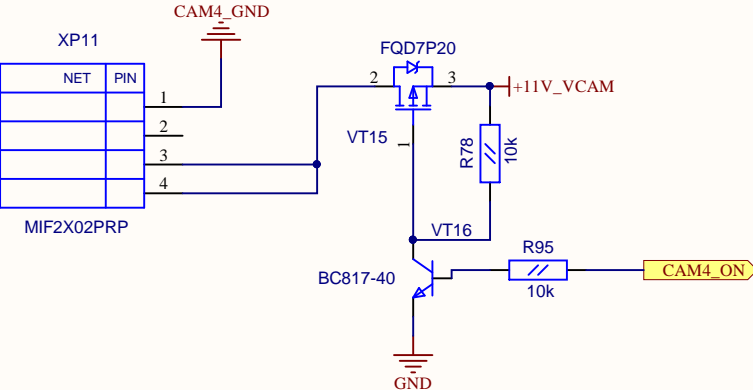 CAM4_GND
XP11
FQD7P20
NET PIN
1
2
3
4
2
3
+11V_VCAM
VT15
1
R78
10k
MIF2X02PRP
VT16
BC817-40
R95
10k
CAM4_ON
GND